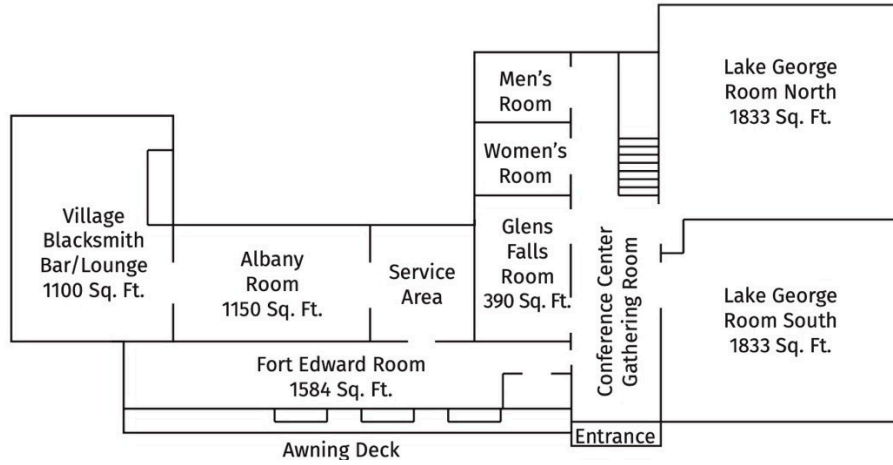 Men's
Room
Women's
Room
Lake George
Room North
1833 Sq. Ft.
Village
Blacksmith
Bar/Lounge
1100 Sq. Ft.
Albany
Room
1150 Sq. Ft.
Service
Area
Glens
Falls
Room
390 Sq. Ft.
Conference Center
Gathering Room
Lake George
Room South
1833 Sq. Ft.
Fort Edward Room
1584 Sq. Ft.
Entrance
Awning Deck